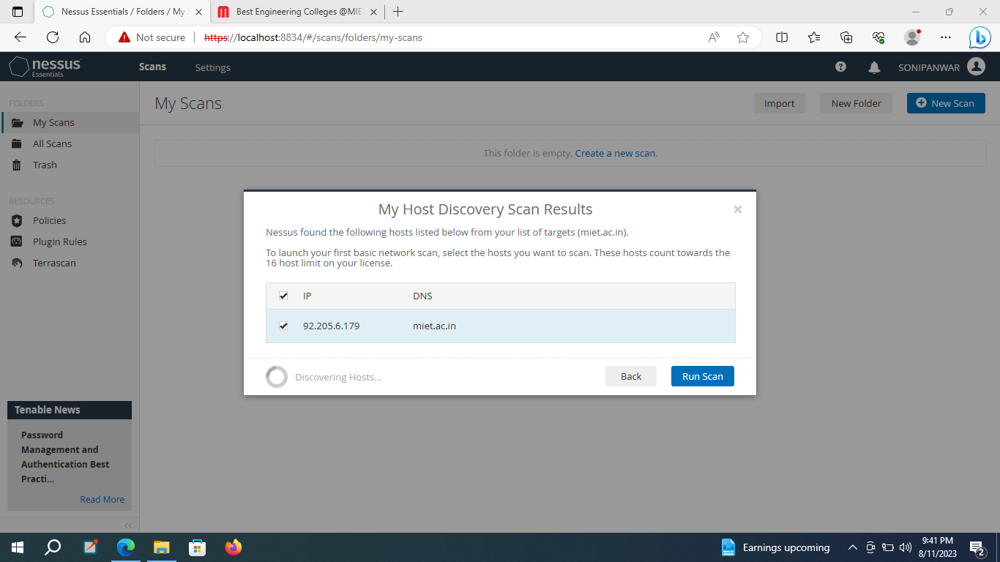 Nessus Essentials / Folders / My
Best Engineering Colleges @MIE
Not secure
https://localhost:8834/#/scans/folders/my-scans
nessus
Essentials
Scans
Settings
SONIPANWAR
FOLDERS
My Scans
All Scans
Trash
RESOURCES
Policies
Plugin Rules
Terrascan
My Scans
Import
New Folder
New Scan
This folder is empty. Create a new scan.
My Host Discovery Scan Results
Nessus found the following hosts listed below from your list of targets (miet.ac.in).
To launch your first basic network scan, select the hosts you want to scan. These hosts count towards the
16 host limit on your license.
IP DNS
92.205.6.179 miet.ac.in
Discovering Hosts...
Back
Run Scan
Tenable News
Password
Management and
Authentication Best
Practi...
Read More
Earnings upcoming
9:41 PM
8/11/2023
2